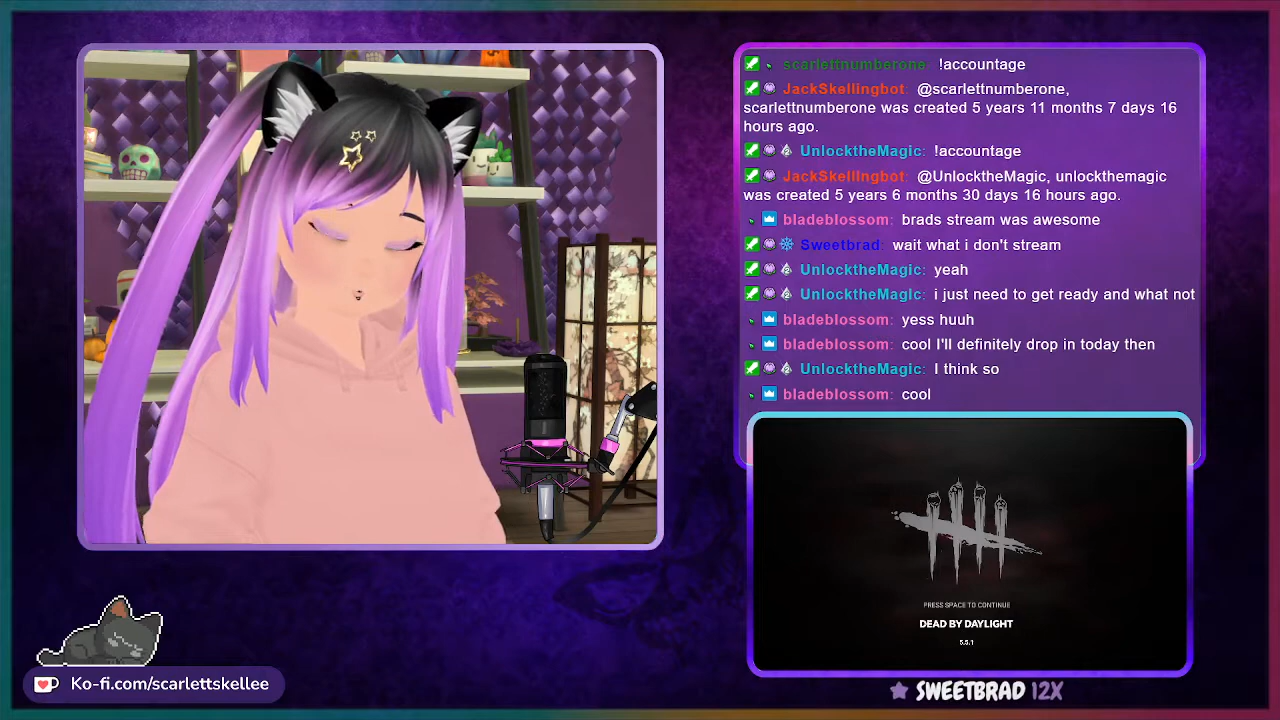 scarlettnumberone: !accountage
JackSkellingbot: @scarlettnumberone,
scarlettnumberone was created 5 years 11 months 7 days 16
hours ago.
UnlocktheMagic: !accountage
JackSkellingbot: @UnlocktheMagic, unlockthemagic
was created 5 years 6 months 30 days 16 hours ago.
bladeblossom: brads stream was awesome
Sweetbrad: wait what i don't stream
UnlocktheMagic: yeah
UnlocktheMagic: i just need to get ready and what not
bladeblossom: yess huuh
bladeblossom: cool I'll definitely drop in today then
UnlocktheMagic: I think so
bladeblossom: cool
PRESS SPACE TO CONTINUE
DEAD BY DAYLIGHT
5.5.1
Ko-fi.com/scarlettskellee
SWEETBRAD 12X